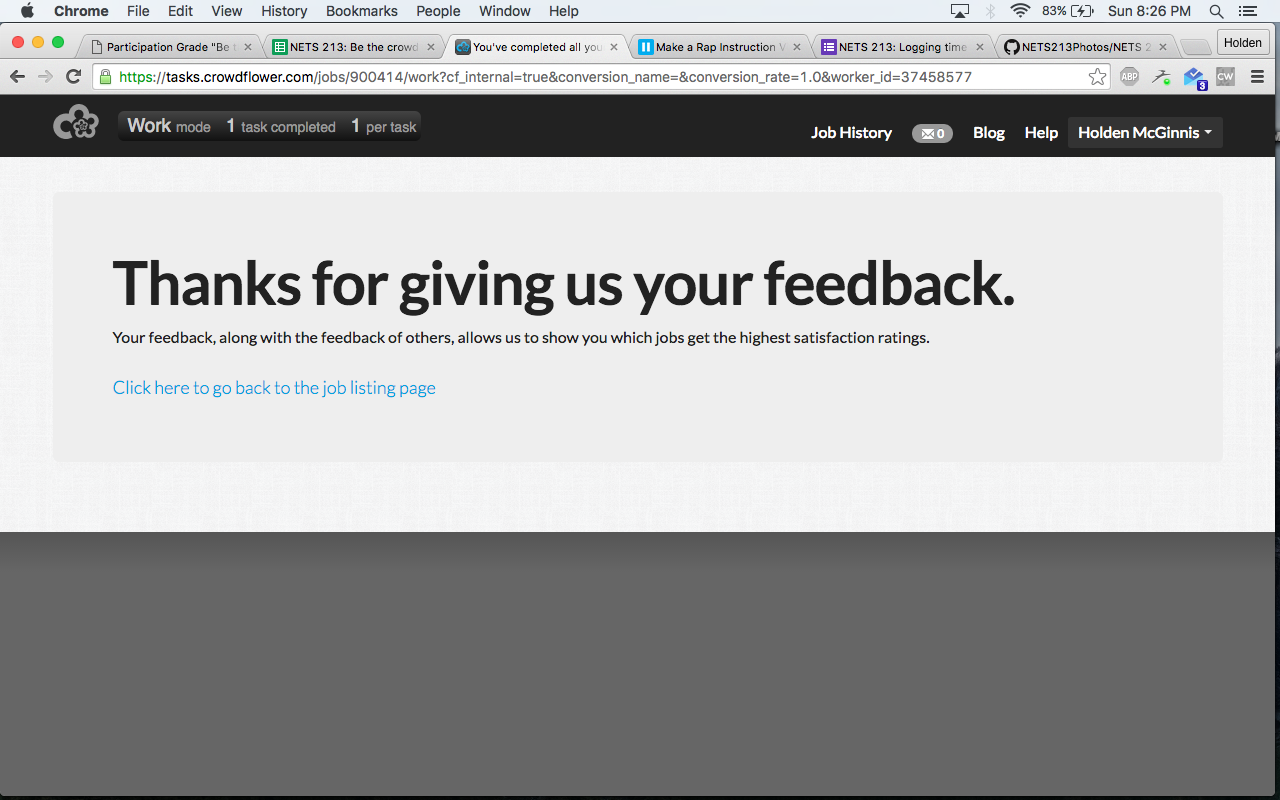 Chrome File Edit View History Bookmarks People Window Help 83% Sun 8:26 PM
Participation Grade "Be t NETS 213: Be the crowd You've completed all you Make a Rap Instruction V NETS 213: Logging time NETS213Photos/NETS 2 Holden
https://tasks.crowdflower.com/jobs/900414/work?cf_internal=true&conversion_name=&conversion_rate=1.0&worker_id=37458577 ABP 3 CW
Work mode 1 task completed 1 per task Job History 0 Blog Help Holden McGinnis
Thanks for giving us your feedback.
Your feedback, along with the feedback of others, allows us to show you which jobs get the highest satisfaction ratings.
Click here to go back to the job listing page